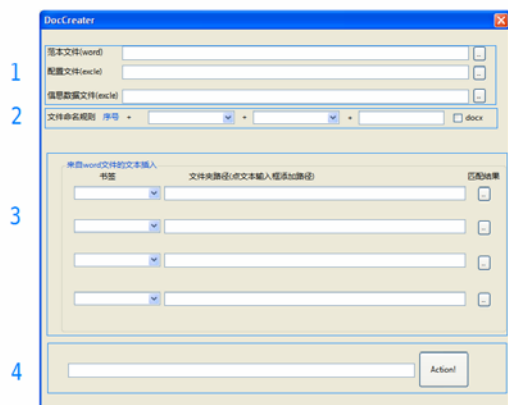 DocCreater
1
范本文件(word)
..
配置文件(excle)
..
信息数据文件(excle)
..
2
文件命名规则 序号 + + + docx
3
来自word文件的文本插入
书签 文件夹路径(点文本输入框添加路径) 匹配结果
..
..
..
..
4
Action!